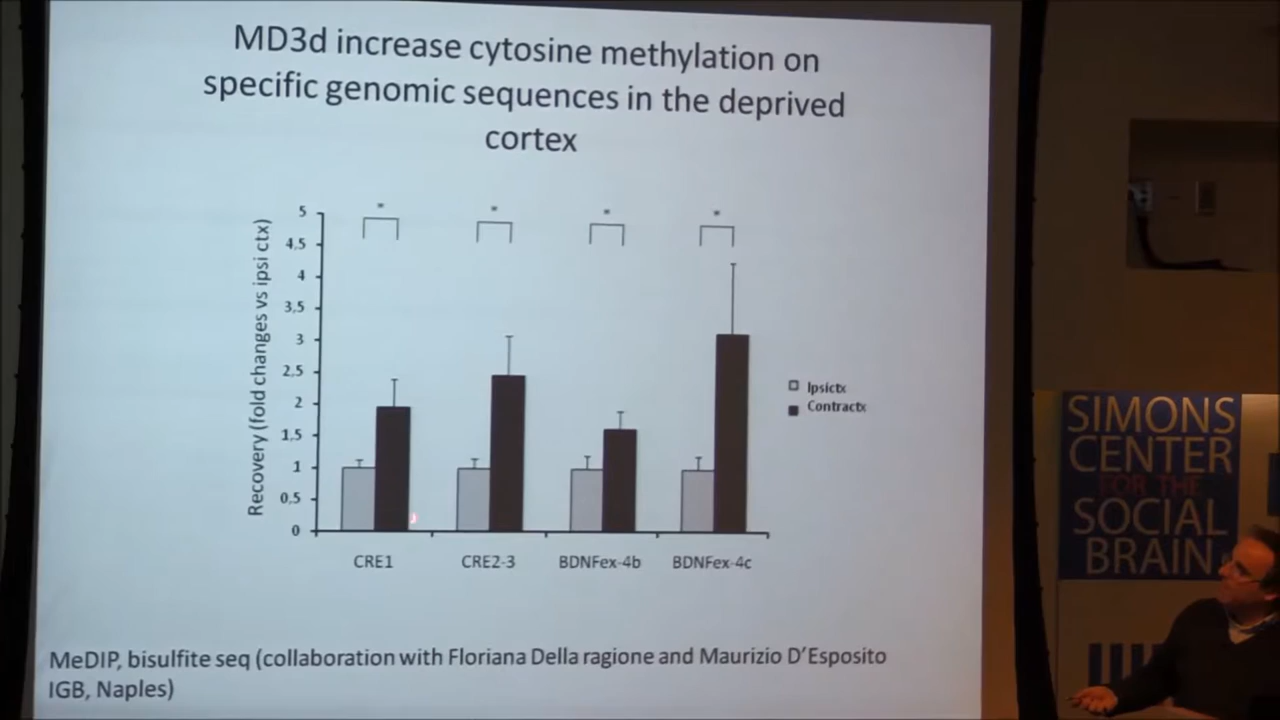 MD3d increase cytosine methylation on
specific genomic sequences in the deprived
cortex
Recovery (fold changes vs ipsi ctx)
5
4,5
4
3,5
3
2,5
2
1,5
1
0,5
0
*
*
*
*
Ipsictx
Contractx
CRE1
CRE2-3
BDNFex-4b
BDNFex-4c
MeDIP, bisulfite seq (collaboration with Floriana Della ragione and Maurizio D'Esposito
IGB, Naples)
SIMONS
CENTER
FOR THE
SOCIAL
BRAIN